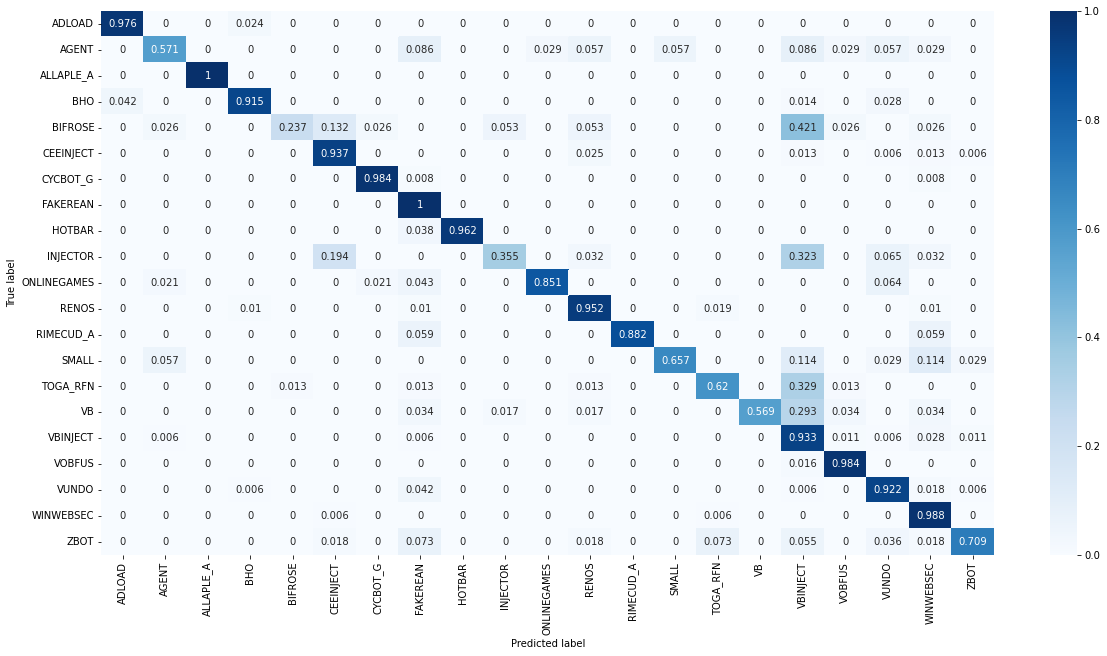 ADLOAD 0.976 0 0 0.024 0 0 0 0 0 0 0 0 0 0 0 0 0 0 0 0 0
AGENT 0 0.571 0 0 0 0 0 0.086 0 0 0.029 0.057 0 0.057 0 0 0.086 0.029 0.057 0.029 0
ALLAPLE_A 0 0 1 0 0 0 0 0 0 0 0 0 0 0 0 0 0 0 0 0 0
BHO 0.042 0 0 0.915 0 0 0 0 0 0 0 0 0 0 0 0 0.014 0 0.028 0 0
BIFROSE 0 0.026 0 0 0.237 0.132 0.026 0 0 0.053 0 0.053 0 0 0 0 0.421 0.026 0 0.026 0
CEEINJECT 0 0 0 0 0 0.937 0 0 0 0 0 0.025 0 0 0 0 0.013 0 0.006 0.013 0.006
CYCBOT_G 0 0 0 0 0 0 0.984 0.008 0 0 0 0 0 0 0 0 0 0 0 0.008 0
FAKEREAN 0 0 0 0 0 0 0 1 0 0 0 0 0 0 0 0 0 0 0 0 0
HOTBAR 0 0 0 0 0 0 0 0.038 0.962 0 0 0 0 0 0 0 0 0 0 0 0
INJECTOR 0 0 0 0 0 0.194 0 0 0 0.355 0 0.032 0 0 0 0 0.323 0 0.065 0.032 0
ONLINEGAMES 0 0.021 0 0 0 0 0.021 0.043 0 0 0.851 0 0 0 0 0 0 0 0.064 0 0
RENOS 0 0 0 0.01 0 0 0 0.01 0 0 0 0.952 0 0 0.019 0 0 0 0 0.01 0
RIMECUD_A 0 0 0 0 0 0 0 0.059 0 0 0 0 0.882 0 0 0 0 0 0 0.059 0
SMALL 0 0.057 0 0 0 0 0 0 0 0 0 0 0 0.657 0 0 0.114 0 0.029 0.114 0.029
TOGA_RFN 0 0 0 0 0.013 0 0 0.013 0 0 0 0.013 0 0 0.62 0 0.329 0.013 0 0 0
VB 0 0 0 0 0 0 0 0.034 0 0.017 0 0.017 0 0 0 0.569 0.293 0.034 0 0.034 0
VBINJECT 0 0.006 0 0 0 0 0 0.006 0 0 0 0 0 0 0 0 0.933 0.011 0.006 0.028 0.011
VOBFUS 0 0 0 0 0 0 0 0 0 0 0 0 0 0 0 0 0.016 0.984 0 0 0
VUNDO 0 0 0 0.006 0 0 0 0.042 0 0 0 0 0 0 0 0 0.006 0 0.922 0.018 0.006
WINWEBSEC 0 0 0 0 0 0.006 0 0 0 0 0 0 0 0 0.006 0 0 0 0 0.988 0
ZBOT 0 0 0 0 0 0.018 0 0.073 0 0 0 0.018 0 0 0.073 0 0.055 0 0.036 0.018 0.709
ADLOAD AGENT ALLAPLE_A BHO BIFROSE CEEINJECT CYCBOT_G FAKEREAN HOTBAR INJECTOR ONLINEGAMES RENOS RIMECUD_A SMALL TOGA_RFN VB VBINJECT VOBFUS VUNDO WINWEBSEC ZBOT
Predicted label
True label
1.0
0.8
0.6
0.4
0.2
0.0